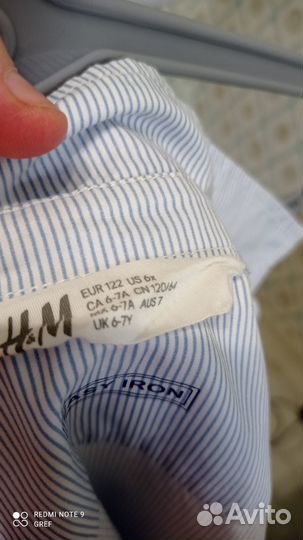 H&M
EUR 122 US 6x
CA 6-7A CN 120/61
MX 6-7A AUS 7
UK 6-7Y
EASY IRON
REDMI NOTE 9
GREF
Avito